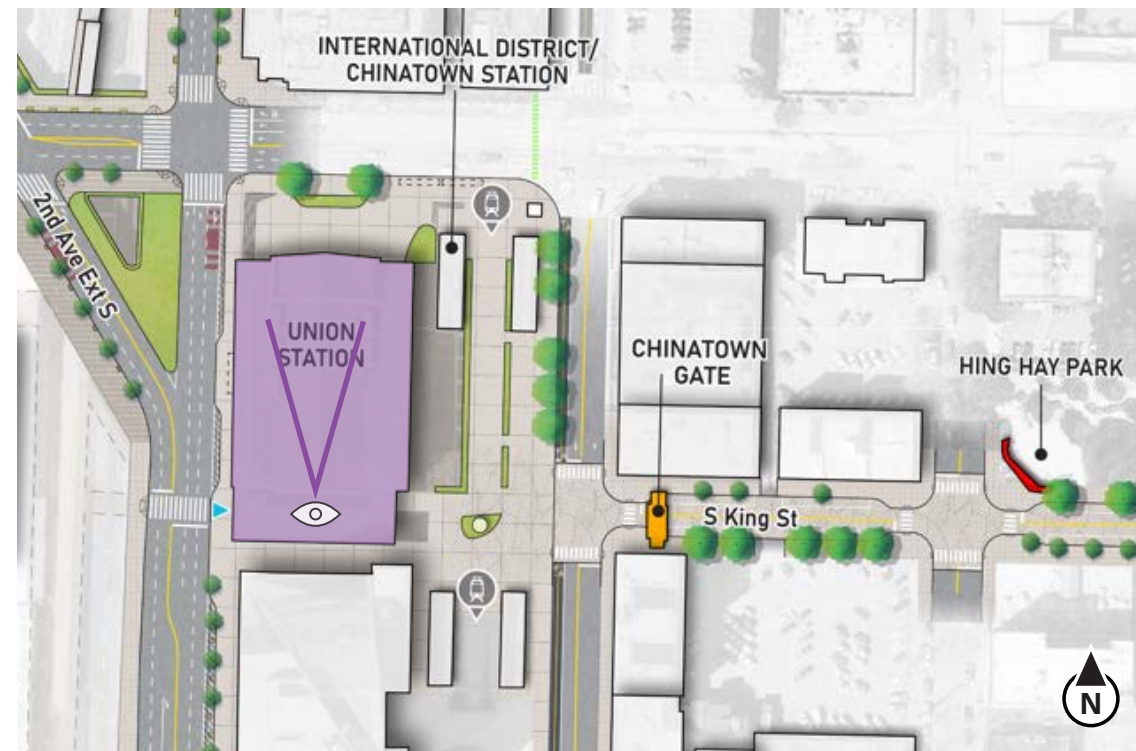 INTERNATIONAL DISTRICT/
CHINATOWN STATION
2nd Ave Ext S
UNION
STATION
CHINATOWN
GATE
HING HAY PARK
S King St
N